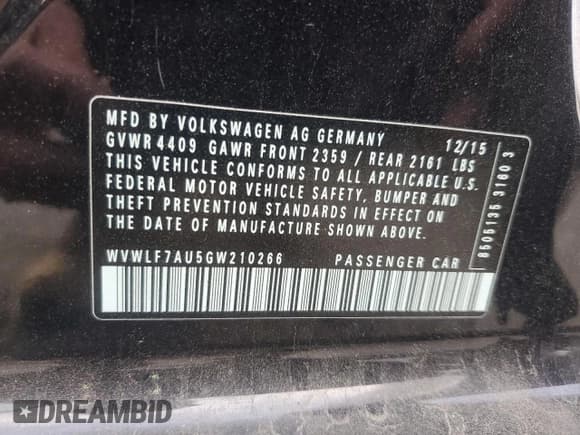 MFD BY VOLKSWAGEN AG GERMANY 12/15
GVWR 4409 GAWR FRONT 2359 / REAR 2161 LBS
THIS VEHICLE CONFORMS TO ALL APPLICABLE U.S.
FEDERAL MOTOR VEHICLE SAFETY, BUMPER AND
THEFT PREVENTION STANDARDS IN EFFECT ON
THE DATE OF MANUFACTURE SHOWN ABOVE.
WVWLF7AU5GW210266 PASSENGER CAR
8505135 3160 3
DREAMBID